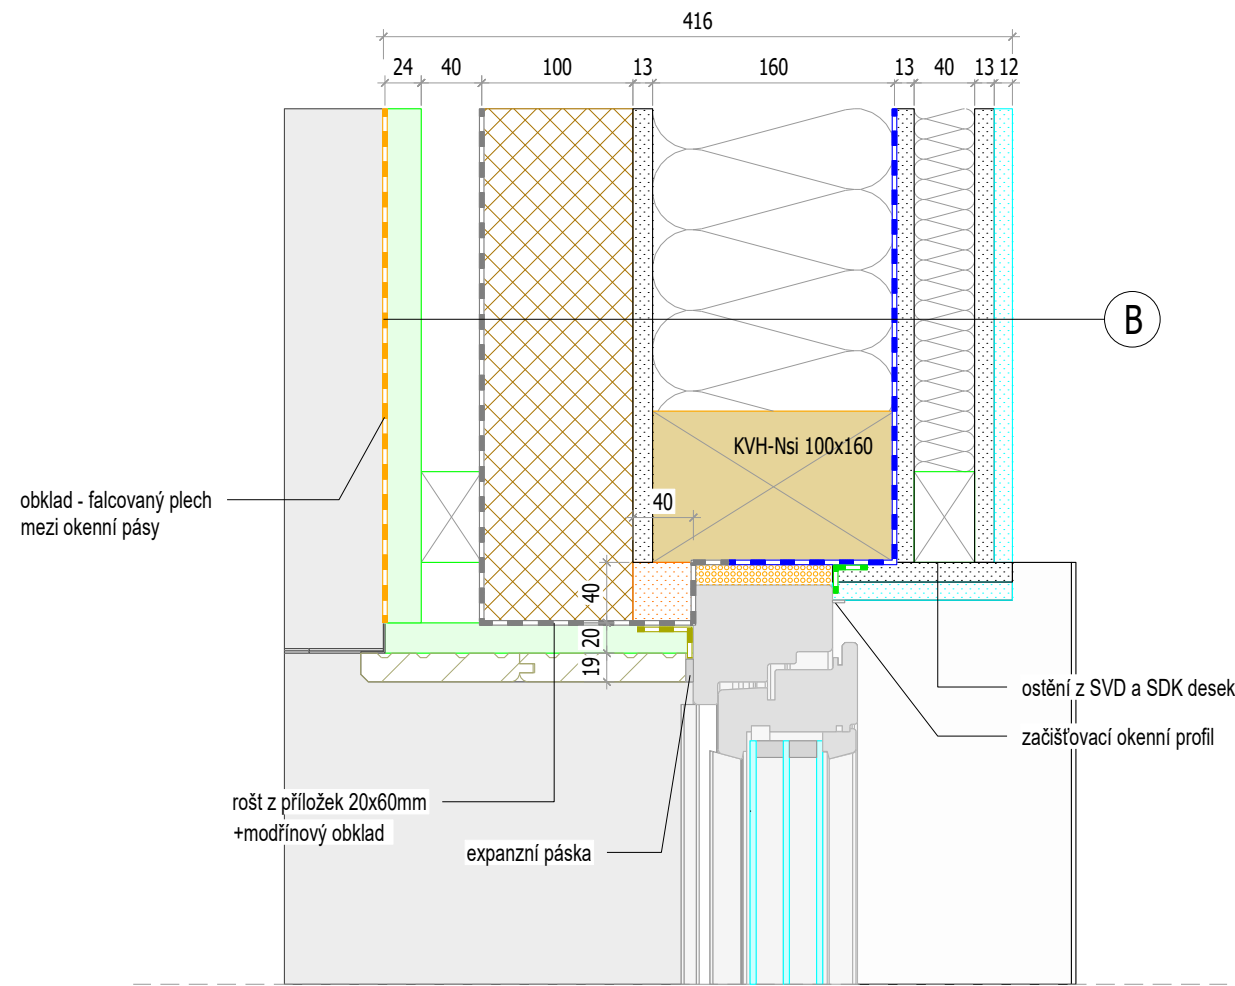 416
24 40 100 13 160 13 40 13 12
B
KVH-Nsi 100x160
40
obklad - falcovaný plech
mezi okenní pásy
40
20
19
ostění z SVD a SDK desek
začišťovací okenní profil
rošt z příložek 20x60mm
+modřínový obklad
expanzní páska